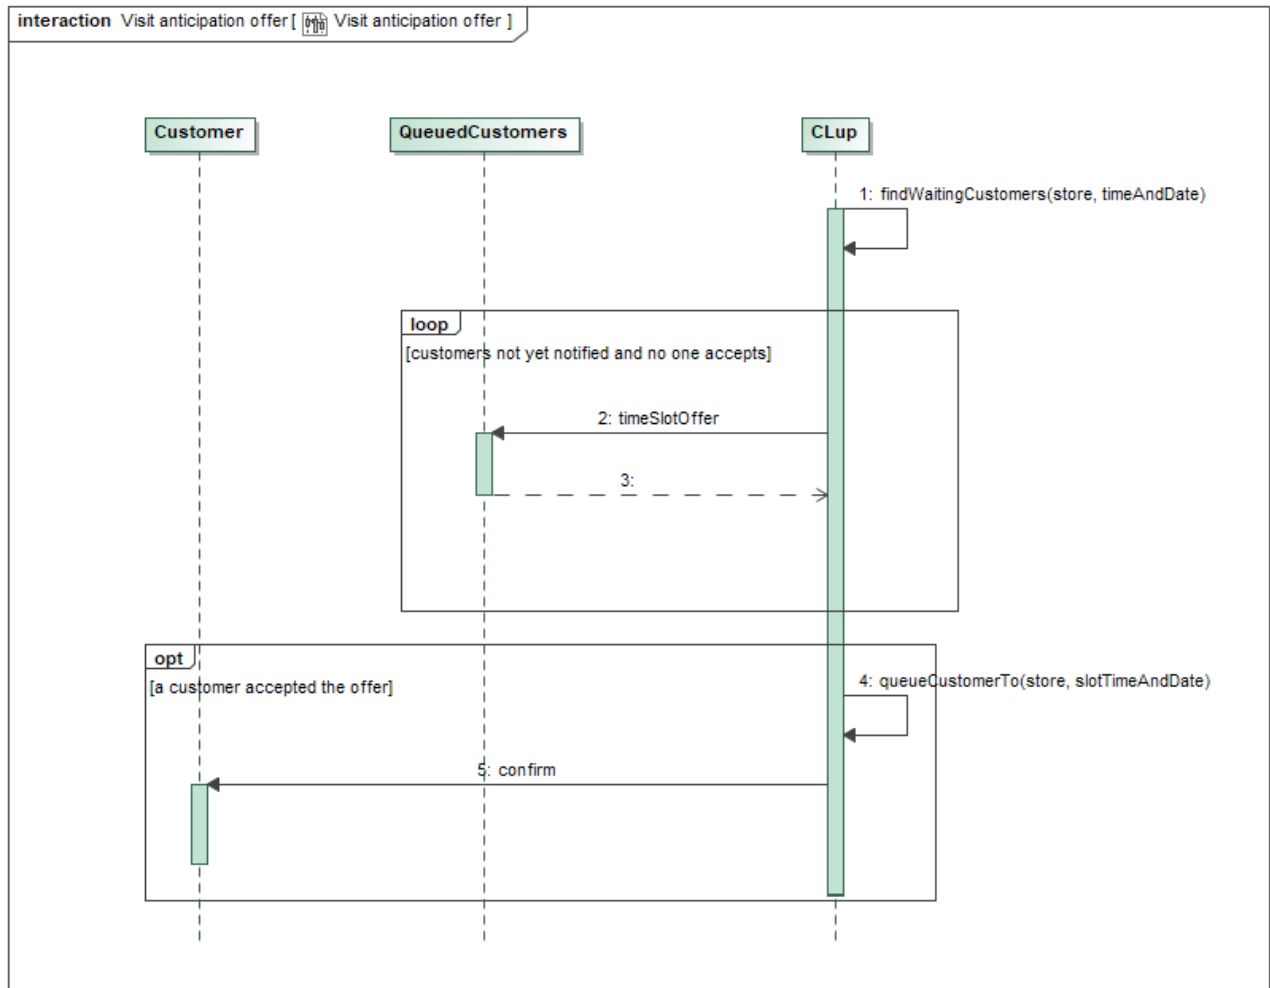 interaction Visit anticipation offer [ Visit anticipation offer ]
Customer
QueuedCustomers
CLup
1: findWaitingCustomers(store, timeAndDate)
loop
[customers not yet notified and no one accepts]
2: timeSlotOffer
3:
opt
[a customer accepted the offer]
4: queueCustomerTo(store, slotTimeAndDate)
5: confirm